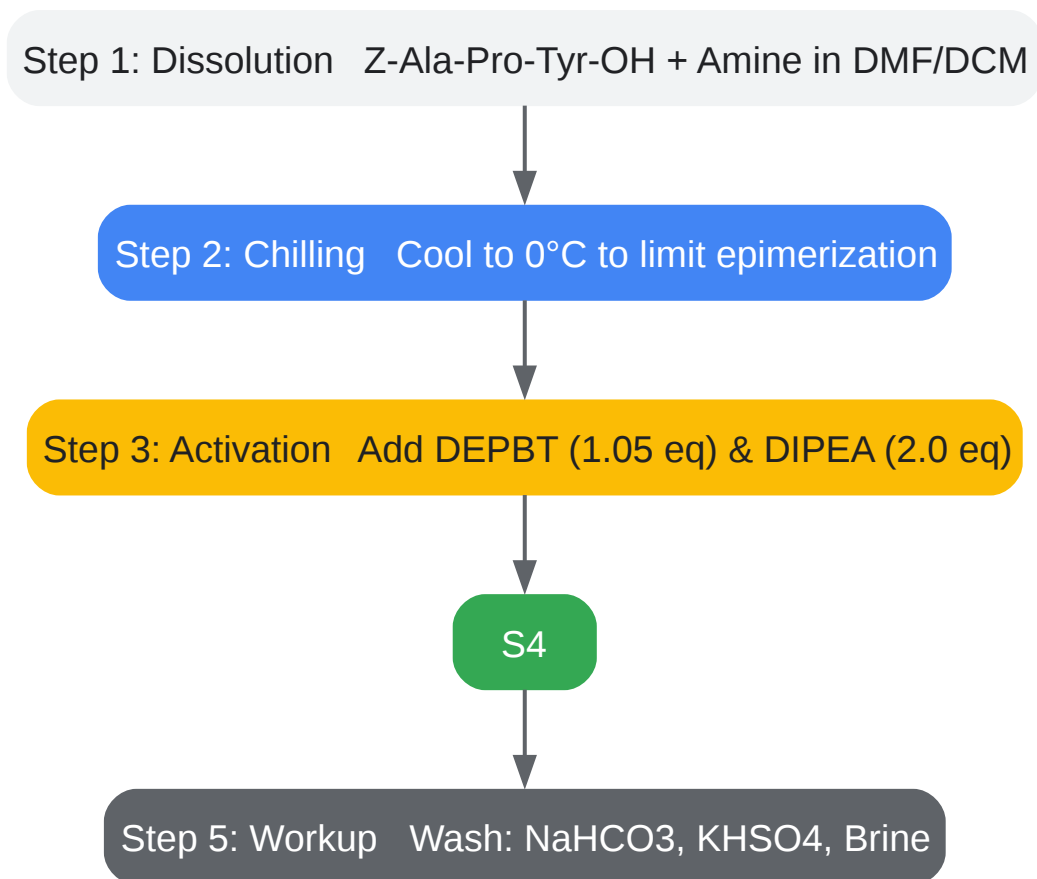 Step 1: Dissolution Z-Ala-Pro-Tyr-OH + Amine in DMF/DCM
Step 2: Chilling Cool to 0°C to limit epimerization
Step 3: Activation Add DEPBT (1.05 eq) & DIPEA (2.0 eq)
S4
Step 5: Workup Wash: NaHCO3, KHSO4, Brine